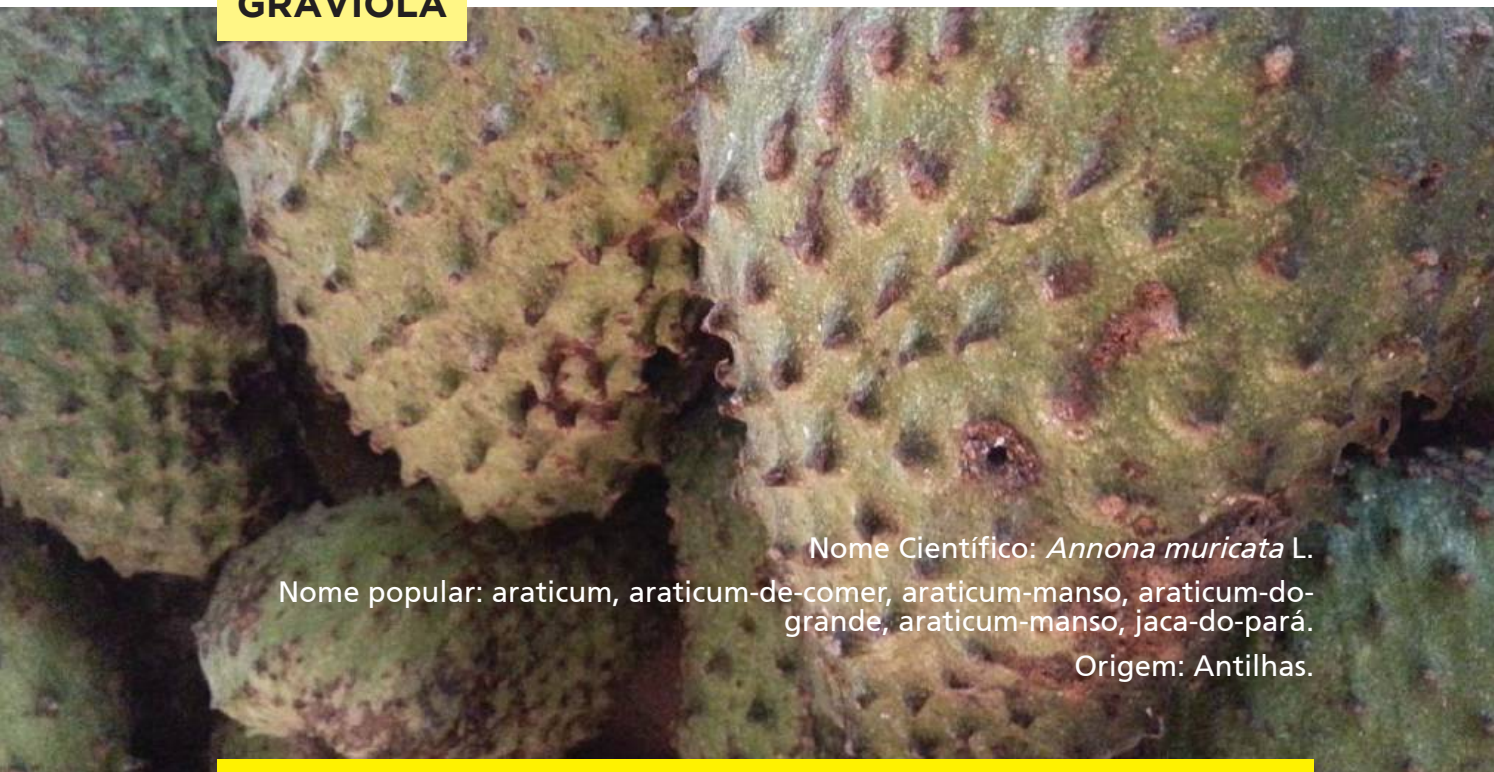 GRAVIOLA
Nome Científico: Annona muricata L.
Nome popular: araticum, araticum-de-comer, araticum-manso, araticum-do-
grande, araticum-manso, jaca-do-pará.
Origem: Antilhas.